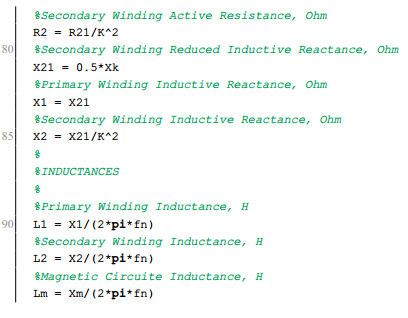 %Secondary Winding Active Resistance, Ohm
R2 = R21/K^2
80 %Secondary Winding Reduced Inductive Reactance, Ohm
X21 = 0.5*Xk
%Primary Winding Inductive Reactance, Ohm
X1 = X21
%Secondary Winding Inductive Reactance, Ohm
85 X2 = X21/K^2
%
%INDUCTANCES
%
%Primary Winding Inductance, H
90 L1 = X1/(2*pi*fn)
%Secondary Winding Inductance, H
L2 = X2/(2*pi*fn)
%Magnetic Circuite Inductance, H
Lm = Xm/(2*pi*fn)